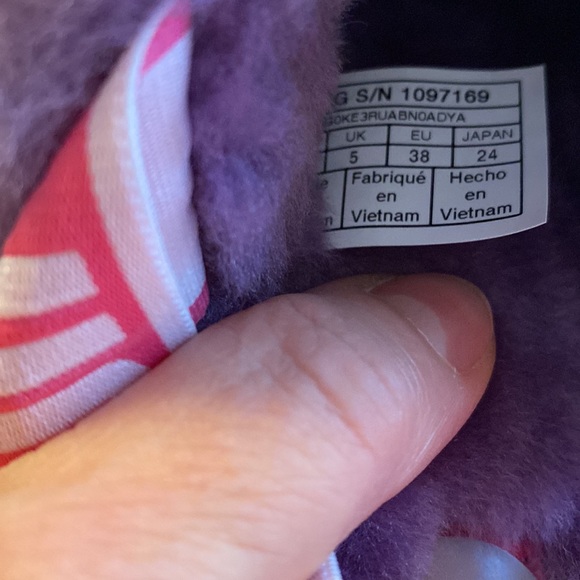 G S/N 1097169
UK EU JAPAN
5 38 24
Fabriqué Hecho
en en
Vietnam Vietnam